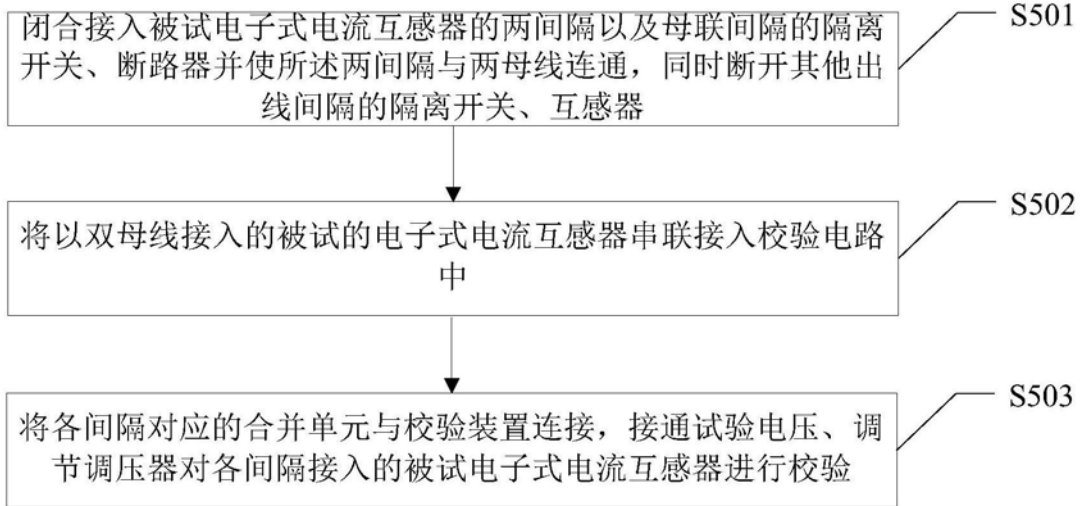 闭合接入被试电子式电流互感器的两间隔以及母联间隔的隔离
开关、断路器并使所述两间隔与两母线连通，同时断开其他出
线间隔的隔离开关、互感器
S501
将以双母线接入的被试的电子式电流互感器串联接入校验电路
中
S502
将各间隔对应的合并单元与校验装置连接，接通试验电压、调
节调压器对各间隔接入的被试电子式电流互感器进行校验
S503